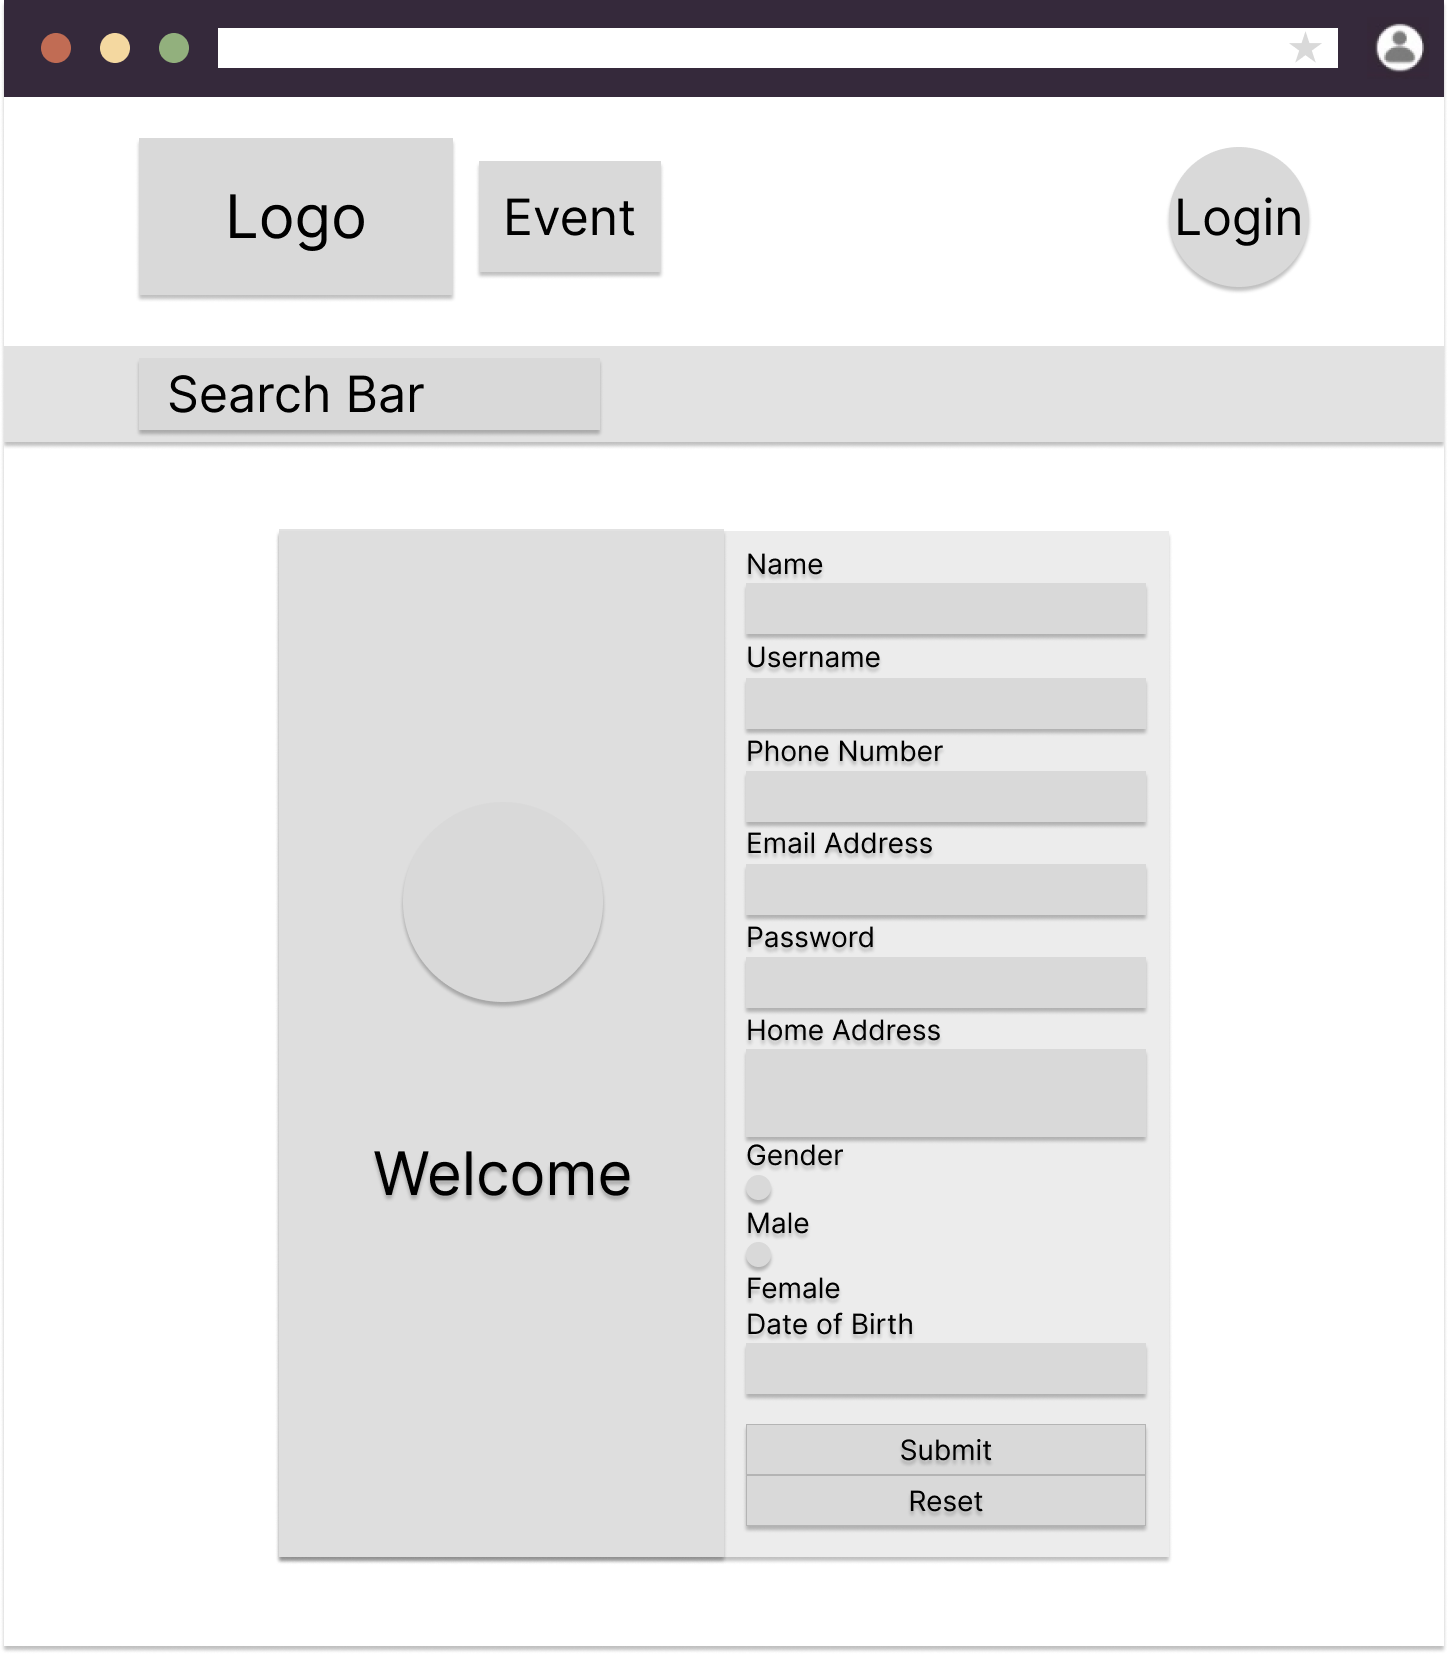 Logo
Event
Login
Search Bar
Welcome
Name
Username
Phone Number
Email Address
Password
Home Address
Gender
Male
Female
Date of Birth
Submit
Reset